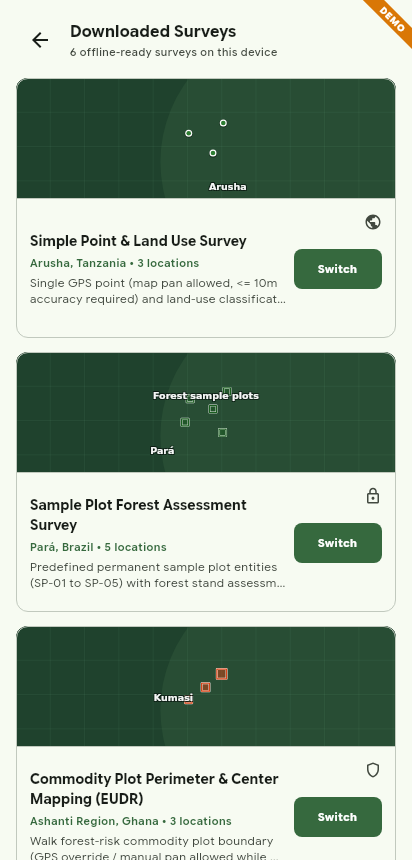 DEMO
Downloaded Surveys
6 offline-ready surveys on this device
Arusha
Simple Point & Land Use Survey
Arusha, Tanzania • 3 locations
Single GPS point (map pan allowed, <= 10m
accuracy required) and land-use classificat...
Switch
Forest sample plots
Pará
Sample Plot Forest Assessment
Survey
Pará, Brazil • 5 locations
Predefined permanent sample plot entities
(SP-01 to SP-05) with forest stand assessm...
Switch
Kumasi
Commodity Plot Perimeter & Center
Mapping (EUDR)
Ashanti Region, Ghana • 3 locations
Walk forest-risk commodity plot boundary
(GPS override / manual pan allowed while ...
Switch